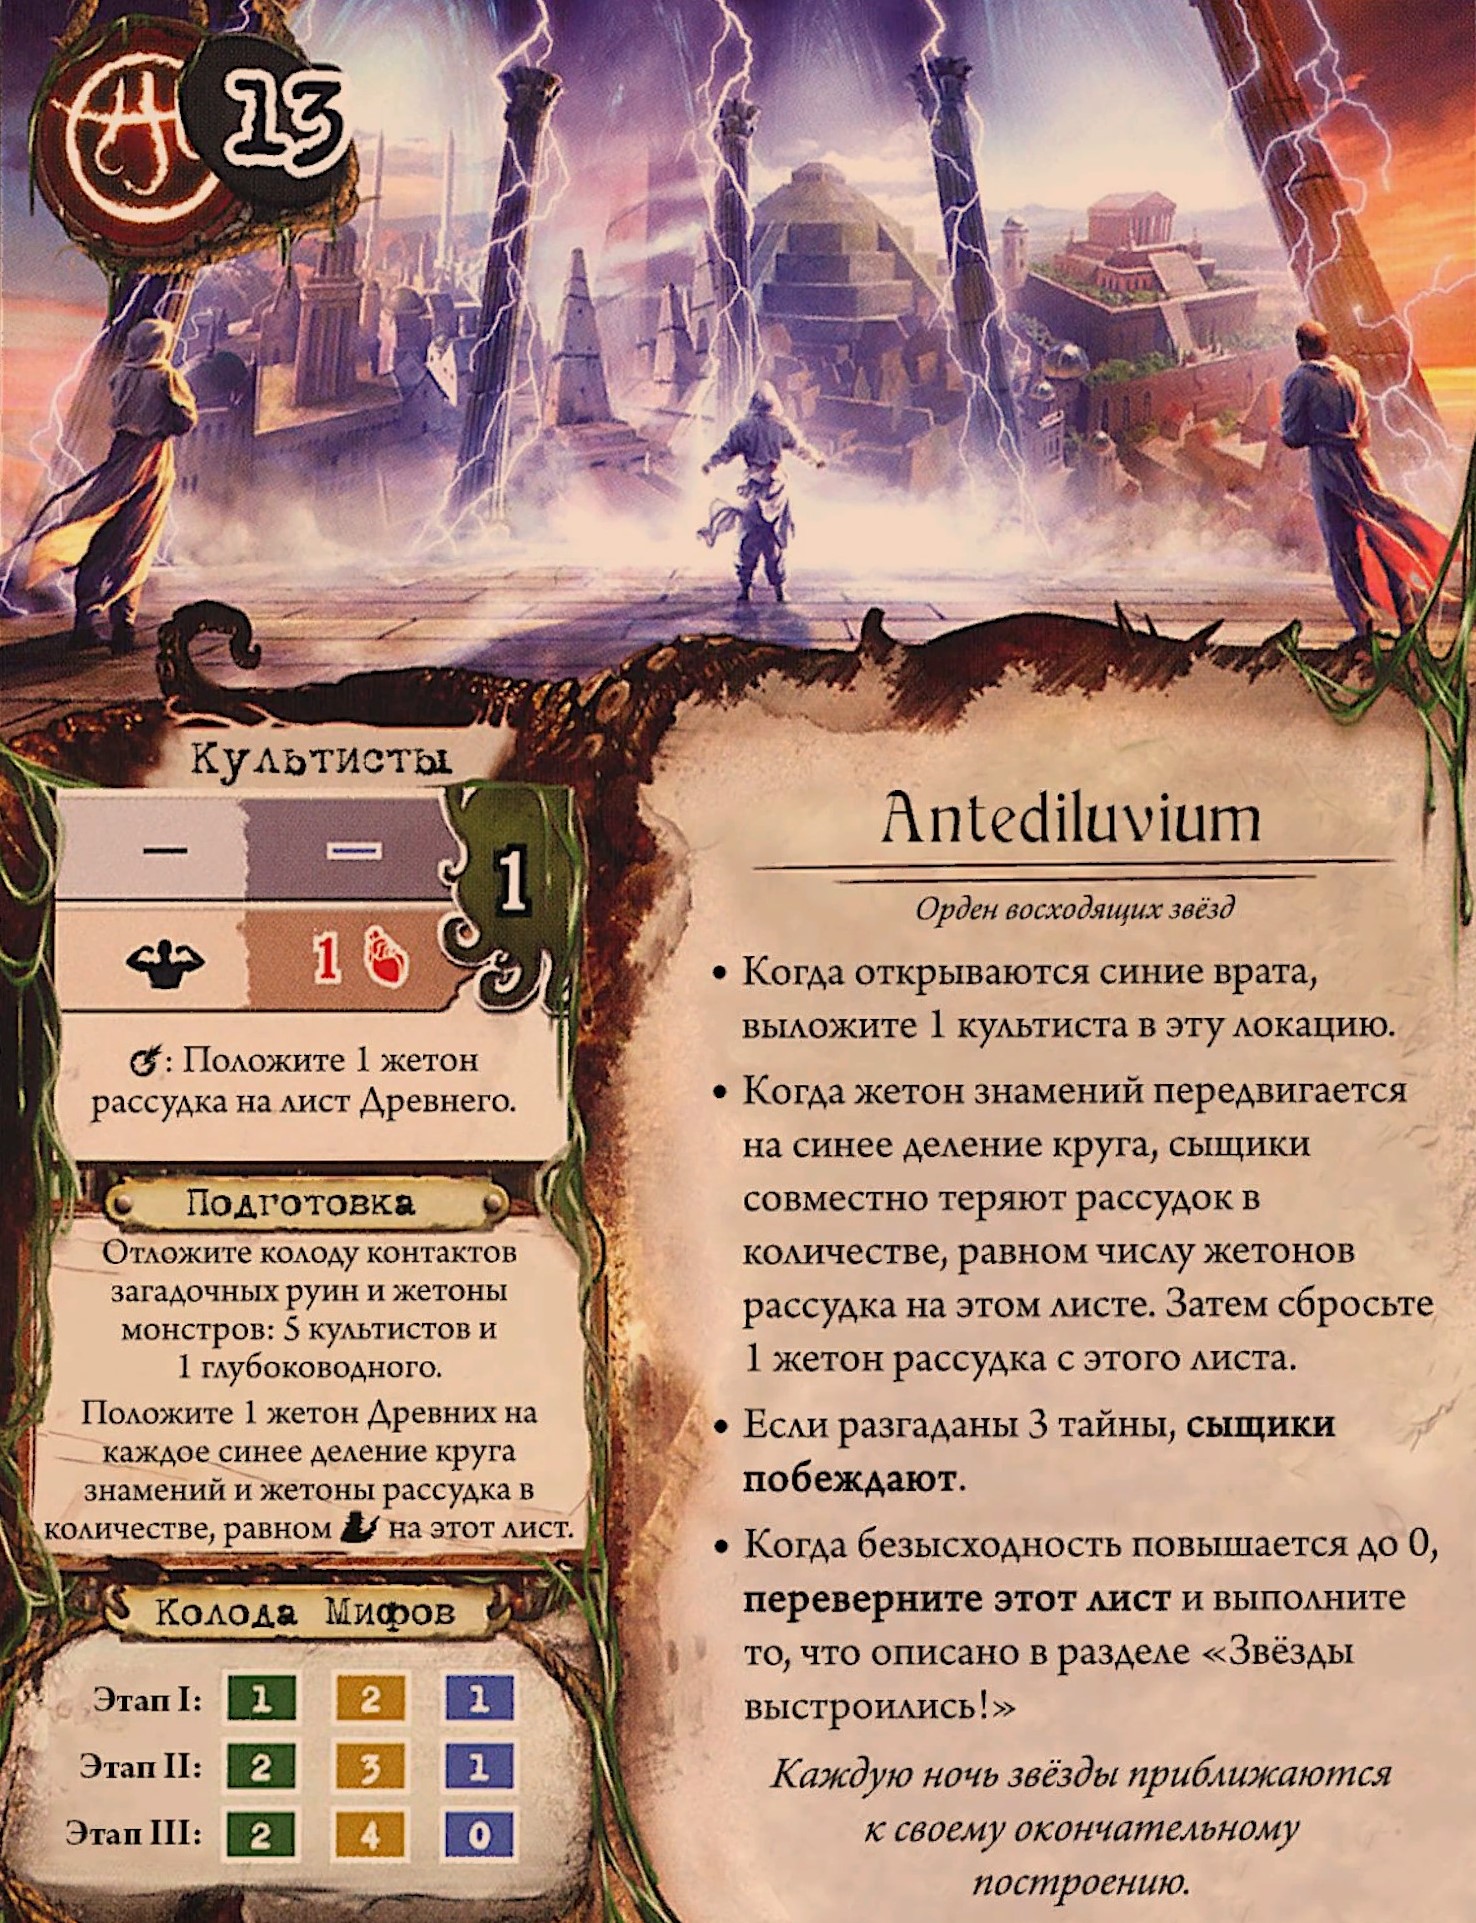 13
Культисты
—
—
1
1
: Положите 1 жетон
рассудка на лист Древнего.
Подготовка
Отложите колоду контактов
загадочных руин и жетоны
монстров: 5 культистов и
1 глубоководного.
Положите 1 жетон Древних на
каждое синее деление круга
знамений и жетоны рассудка в
количестве, равном на этот лист.
Колода Мифов
Этап I: 1 2 1
Этап II: 2 3 1
Этап III: 2 4 0
Antediluvium
Орден восходящих звёзд
• Когда открываются синие врата,
выложите 1 культиста в эту локацию.
• Когда жетон знамений передвигается
на синее деление круга, сыщики
совместно теряют рассудок в
количестве, равном числу жетонов
рассудка на этом листе. Затем сбросьте
1 жетон рассудка с этого листа.
• Если разгаданы 3 тайны, сыщики
побеждают.
• Когда безысходность повышается до 0,
переверните этот лист и выполните
то, что описано в разделе «Звёзды
выстроились!»
Каждую ночь звёзды приближаются
к своему окончательному
построению.